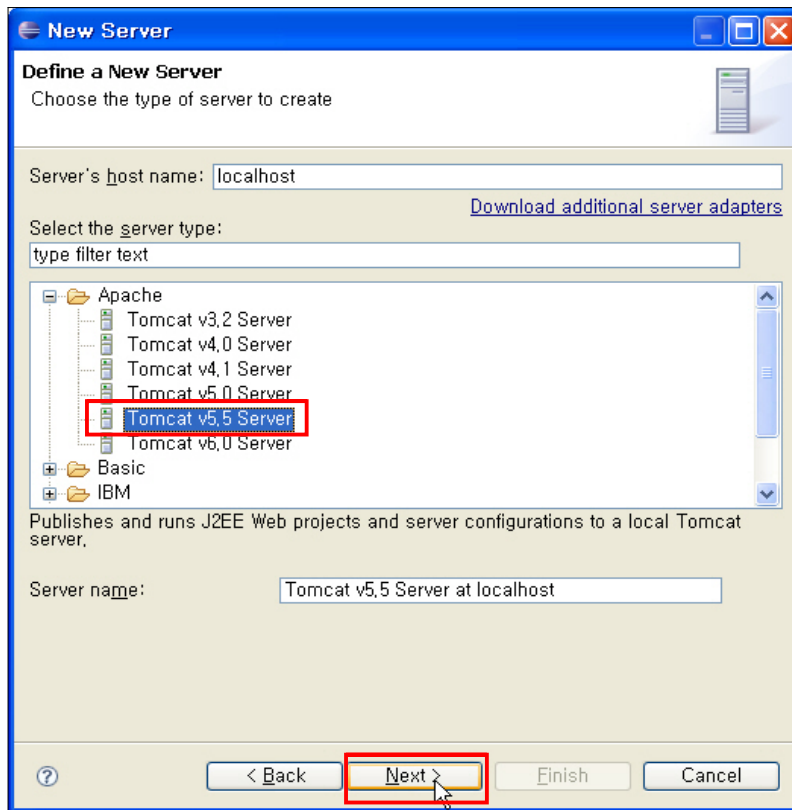 New Server
Define a New Server
Choose the type of server to create
Server's host name: localhost
Download additional server adapters
Select the server type:
type filter text
Apache
Tomcat v3.2 Server
Tomcat v4.0 Server
Tomcat v4.1 Server
Tomcat v5.0 Server
Tomcat v5.5 Server
Tomcat v6.0 Server
Basic
IBM
Publishes and runs J2EE Web projects and server configurations to a local Tomcat
server.
Server name: Tomcat v5.5 Server at localhost
? < Back Next > Finish Cancel